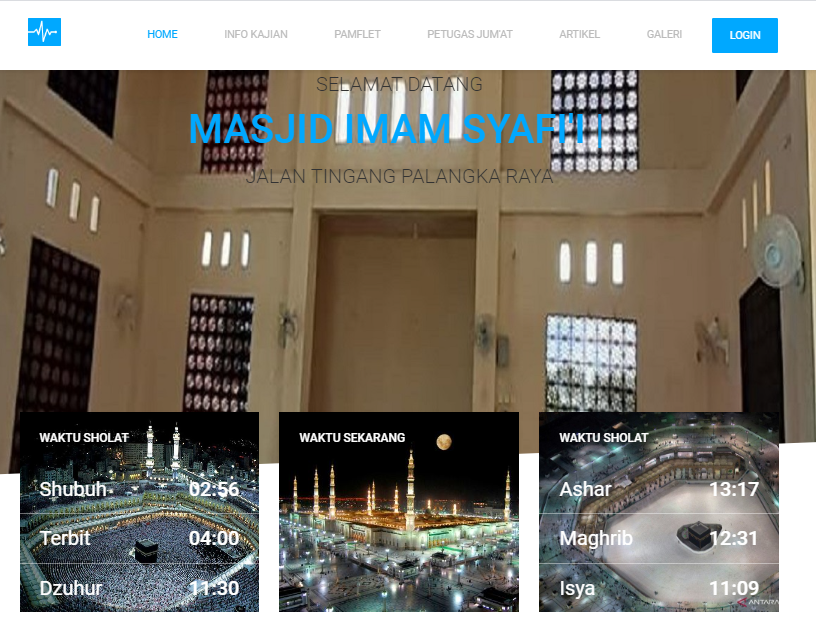 HOME INFO KAJIAN PAMFLET PETUGAS JUM'AT ARTIKEL GALERI LOGIN
SELAMAT DATANG
MASJID IMAM SYAFI'I |
JALAN TINGANG PALANGKA RAYA.
WAKTU SHOLAT
Shubuh 02:56
Terbit 04:00
Dzuhur 11:30
WAKTU SEKARANG
WAKTU SHOLAT
Ashar 13:17
Maghrib 12:31
Isya 11:09
ANTARA